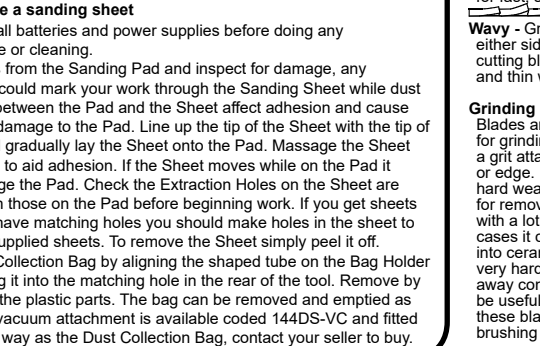 e a sanding sheet
all batteries and power supplies before doing any
e or cleaning.
from the Sanding Pad and inspect for damage, any
could mark your work through the Sanding Sheet while dust
between the Pad and the Sheet affect adhesion and cause
damage to the Pad. Line up the tip of the Sheet with the tip of
gradually lay the Sheet onto the Pad. Massage the Sheet
to aid adhesion. If the Sheet moves while on the Pad it
ge the Pad. Check the Extraction Holes on the Sheet are
those on the Pad before beginning work. If you get sheets
have matching holes you should make holes in the sheet to
upplied sheets. To remove the Sheet simply peel it off.
Collection Bag by aligning the shaped tube on the Bag Holder
g it into the matching hole in the rear of the tool. Remove by
the plastic parts. The bag can be removed and emptied as
vacuum attachment is available coded 144DS-VC and fitted
way as the Dust Collection Bag, contact your seller to buy.
Wavy - Gr
either sid
cutting bl
and thin
Grinding
Blades ar
for grindi
a grit atta
or edge.
hard wea
for remov
with a lot
cases it c
into ceran
very hard
away cor
be useful
these bla
brushing